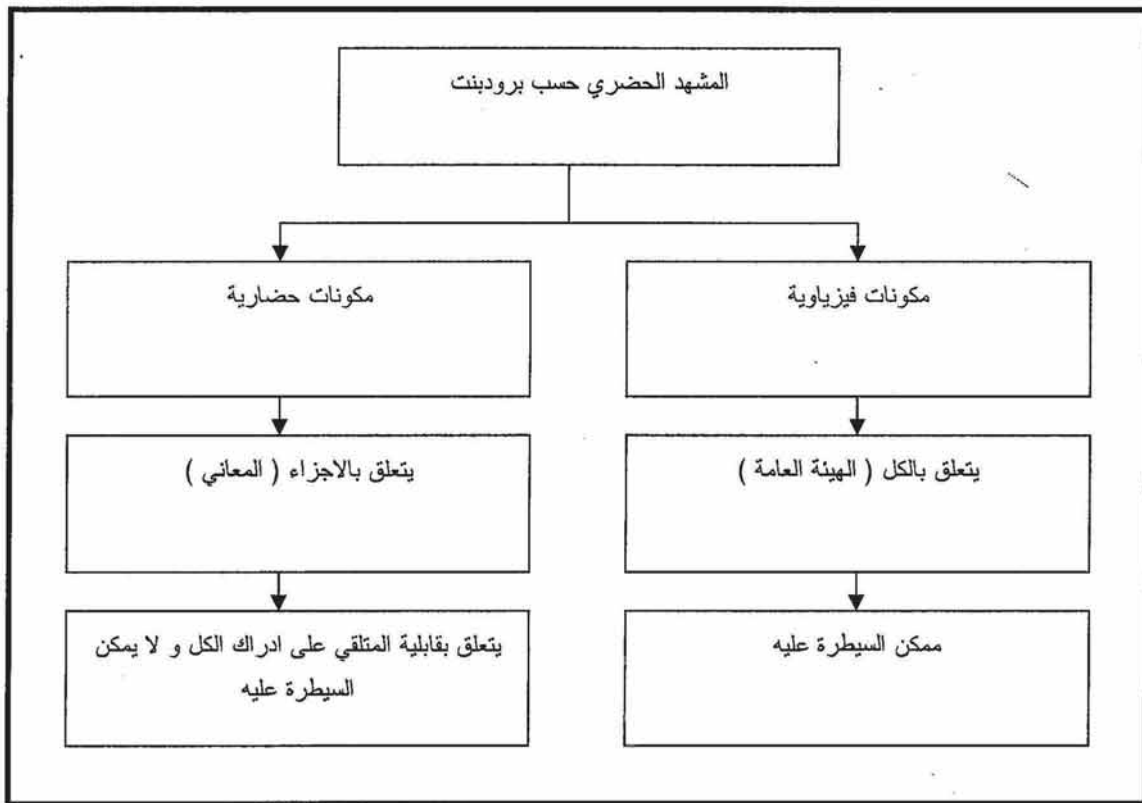 المشهد الحضري حسب برودبنت
مكونات فيزياوية
مكونات حضارية
يتعلق بالكل ( الهيئة العامة )
يتعلق بالاجزاء ( المعاني )
ممكن السيطرة عليه
يتعلق بقابلية المتلقي على ادراك الكل و لا يمكن
السيطرة عليه